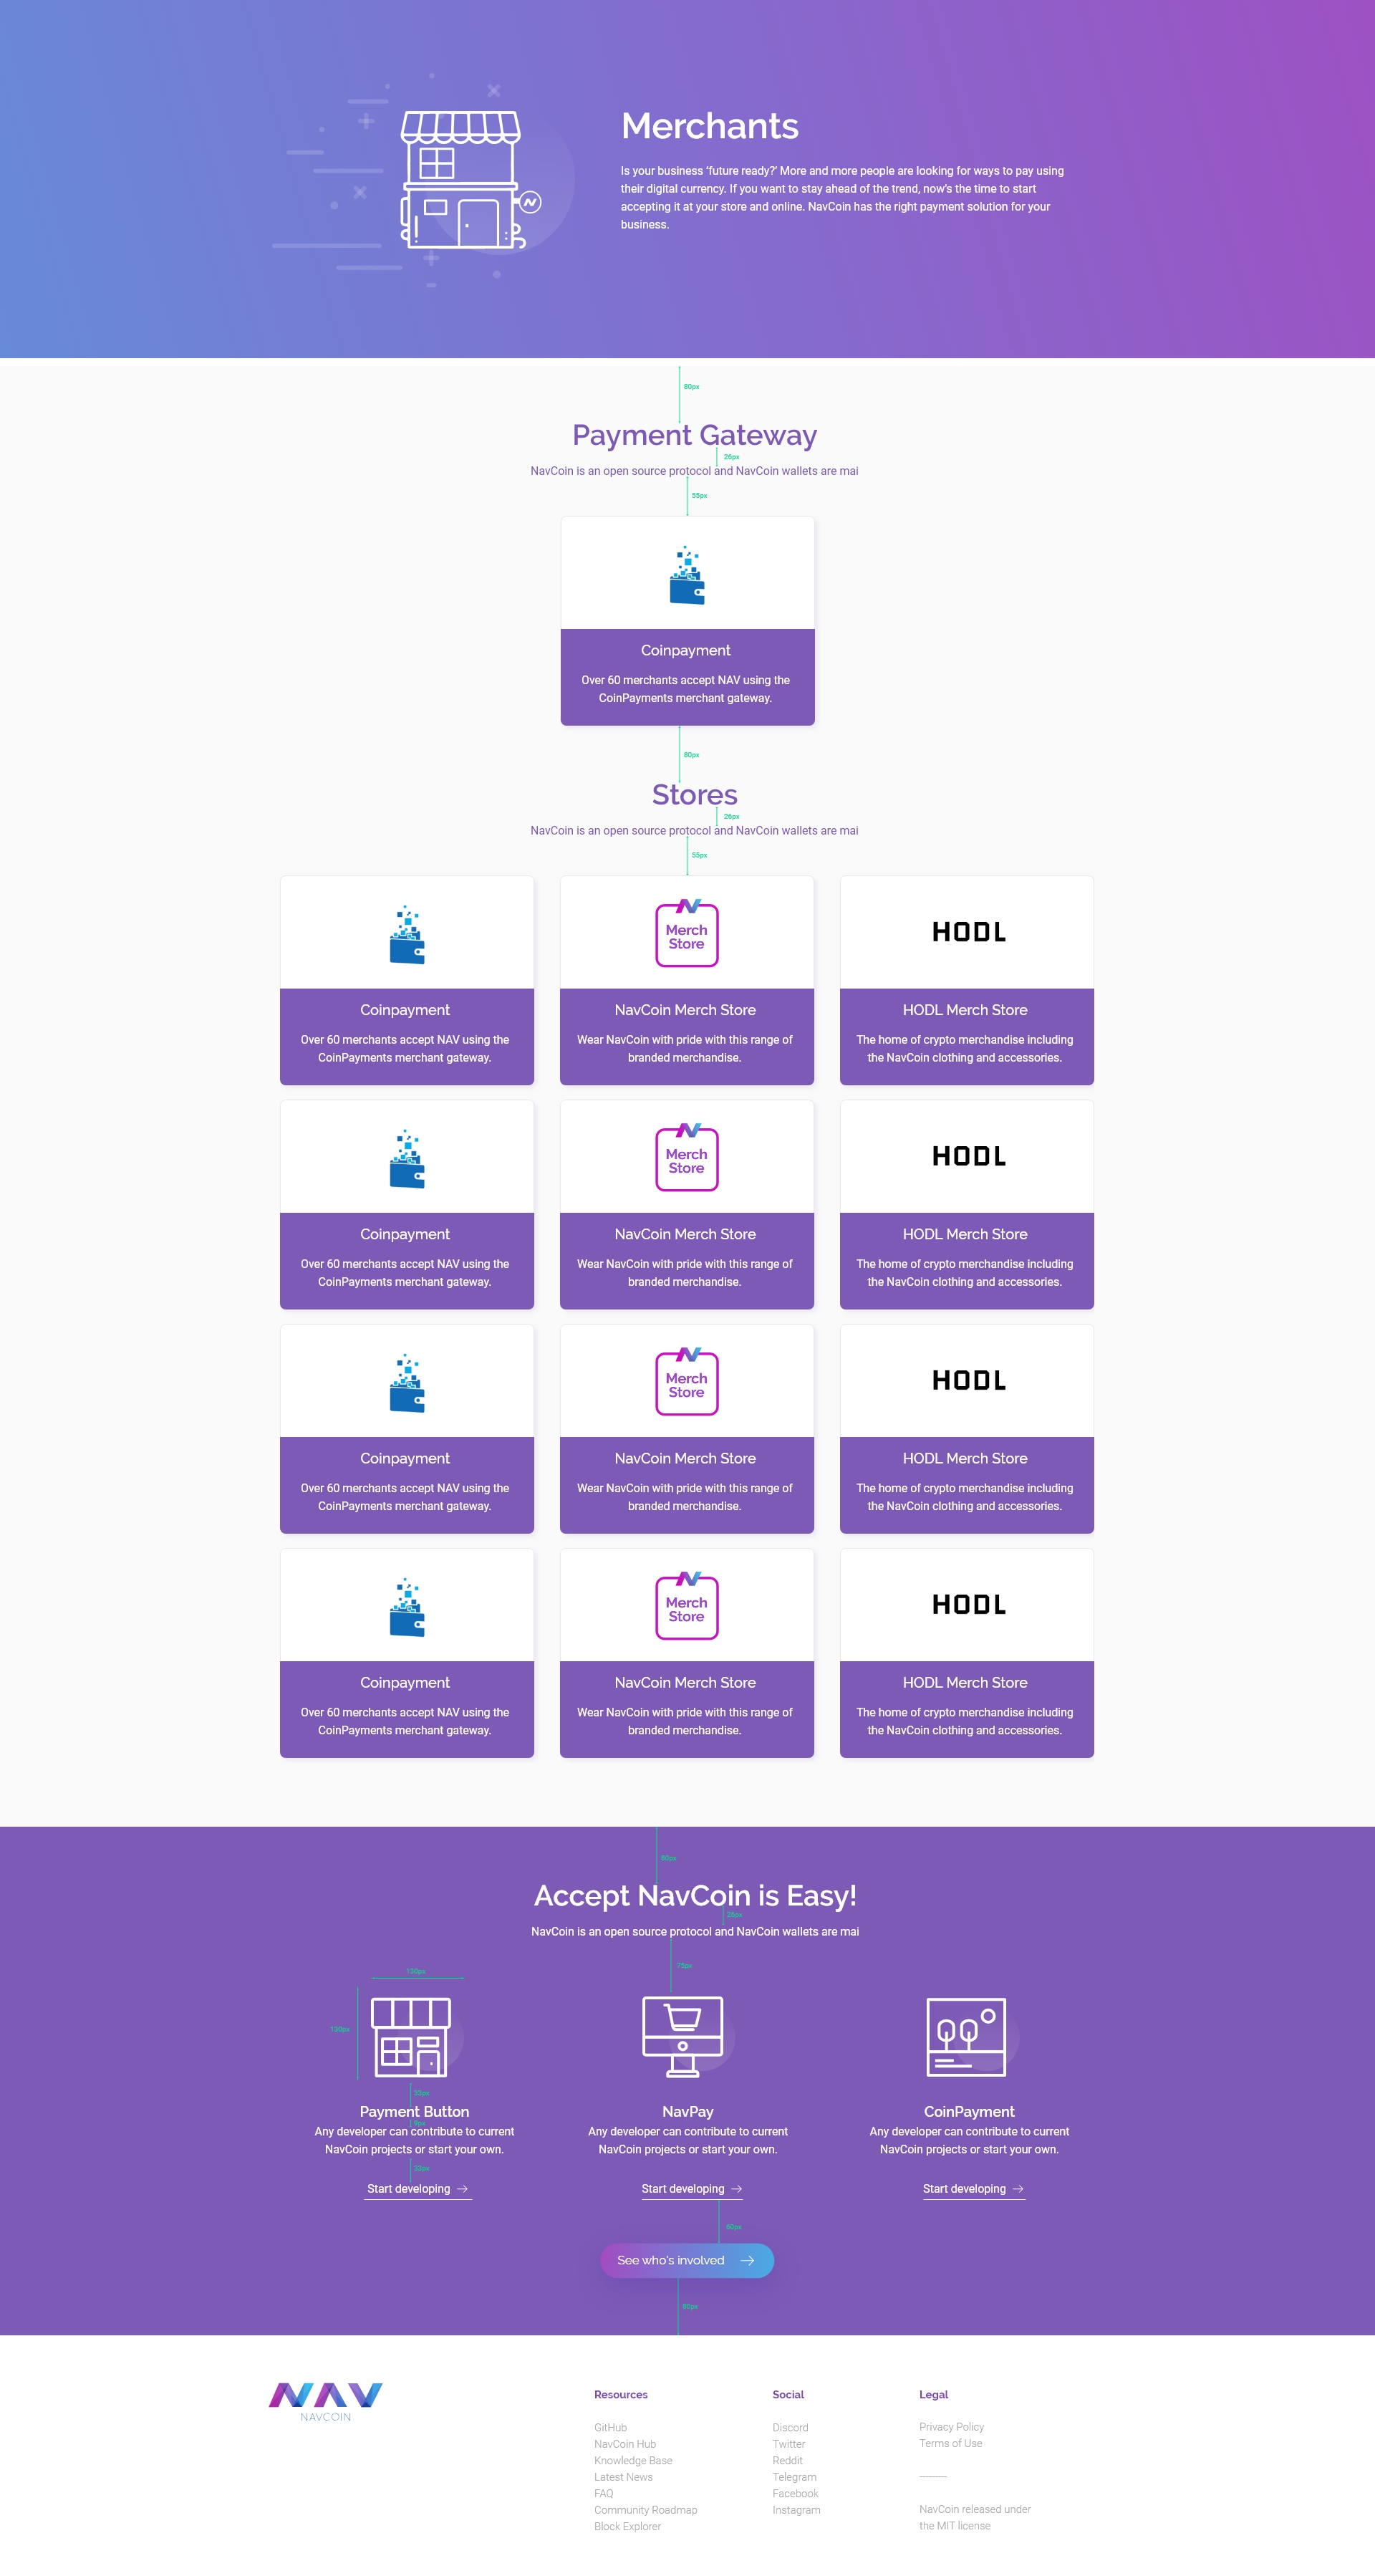 Merchants
Is your business ‘future ready?’ More and more people are looking for ways to pay using
their digital currency. If you want to stay ahead of the trend, now’s the time to start
accepting it at your store and online. NavCoin has the right payment solution for your
business.
80px
Payment Gateway
26px
NavCoin is an open source protocol and NavCoin wallets are mai
55px
Coinpayment
Over 60 merchants accept NAV using the
CoinPayments merchant gateway.
80px
Stores
26px
NavCoin is an open source protocol and NavCoin wallets are mai
55px
Merch
Store
HODL
Coinpayment
Over 60 merchants accept NAV using the
CoinPayments merchant gateway.
NavCoin Merch Store
Wear NavCoin with pride with this range of
branded merchandise.
HODL Merch Store
The home of crypto merchandise including
the NavCoin clothing and accessories.
Merch
Store
HODL
Coinpayment
Over 60 merchants accept NAV using the
CoinPayments merchant gateway.
NavCoin Merch Store
Wear NavCoin with pride with this range of
branded merchandise.
HODL Merch Store
The home of crypto merchandise including
the NavCoin clothing and accessories.
Merch
Store
HODL
Coinpayment
Over 60 merchants accept NAV using the
CoinPayments merchant gateway.
NavCoin Merch Store
Wear NavCoin with pride with this range of
branded merchandise.
HODL Merch Store
The home of crypto merchandise including
the NavCoin clothing and accessories.
Merch
Store
HODL
Coinpayment
Over 60 merchants accept NAV using the
CoinPayments merchant gateway.
NavCoin Merch Store
Wear NavCoin with pride with this range of
branded merchandise.
HODL Merch Store
The home of crypto merchandise including
the NavCoin clothing and accessories.
80px
Accept NavCoin is Easy!
26px
NavCoin is an open source protocol and NavCoin wallets are mai
75px
130px
130px
33px
Payment Button
Any developer can contribute to current
NavCoin projects or start your own.
33px
Start developing
NavPay
Any developer can contribute to current
NavCoin projects or start your own.
Start developing
CoinPayment
Any developer can contribute to current
NavCoin projects or start your own.
Start developing
60px
See who's involved
80px
NAV
NAVCOIN
Resources
GitHub
NavCoin Hub
Knowledge Base
Latest News
FAQ
Community Roadmap
Block Explorer
Social
Discord
Twitter
Reddit
Telegram
Facebook
Instagram
Legal
Privacy Policy
Terms of Use
NavCoin released under
the MIT license